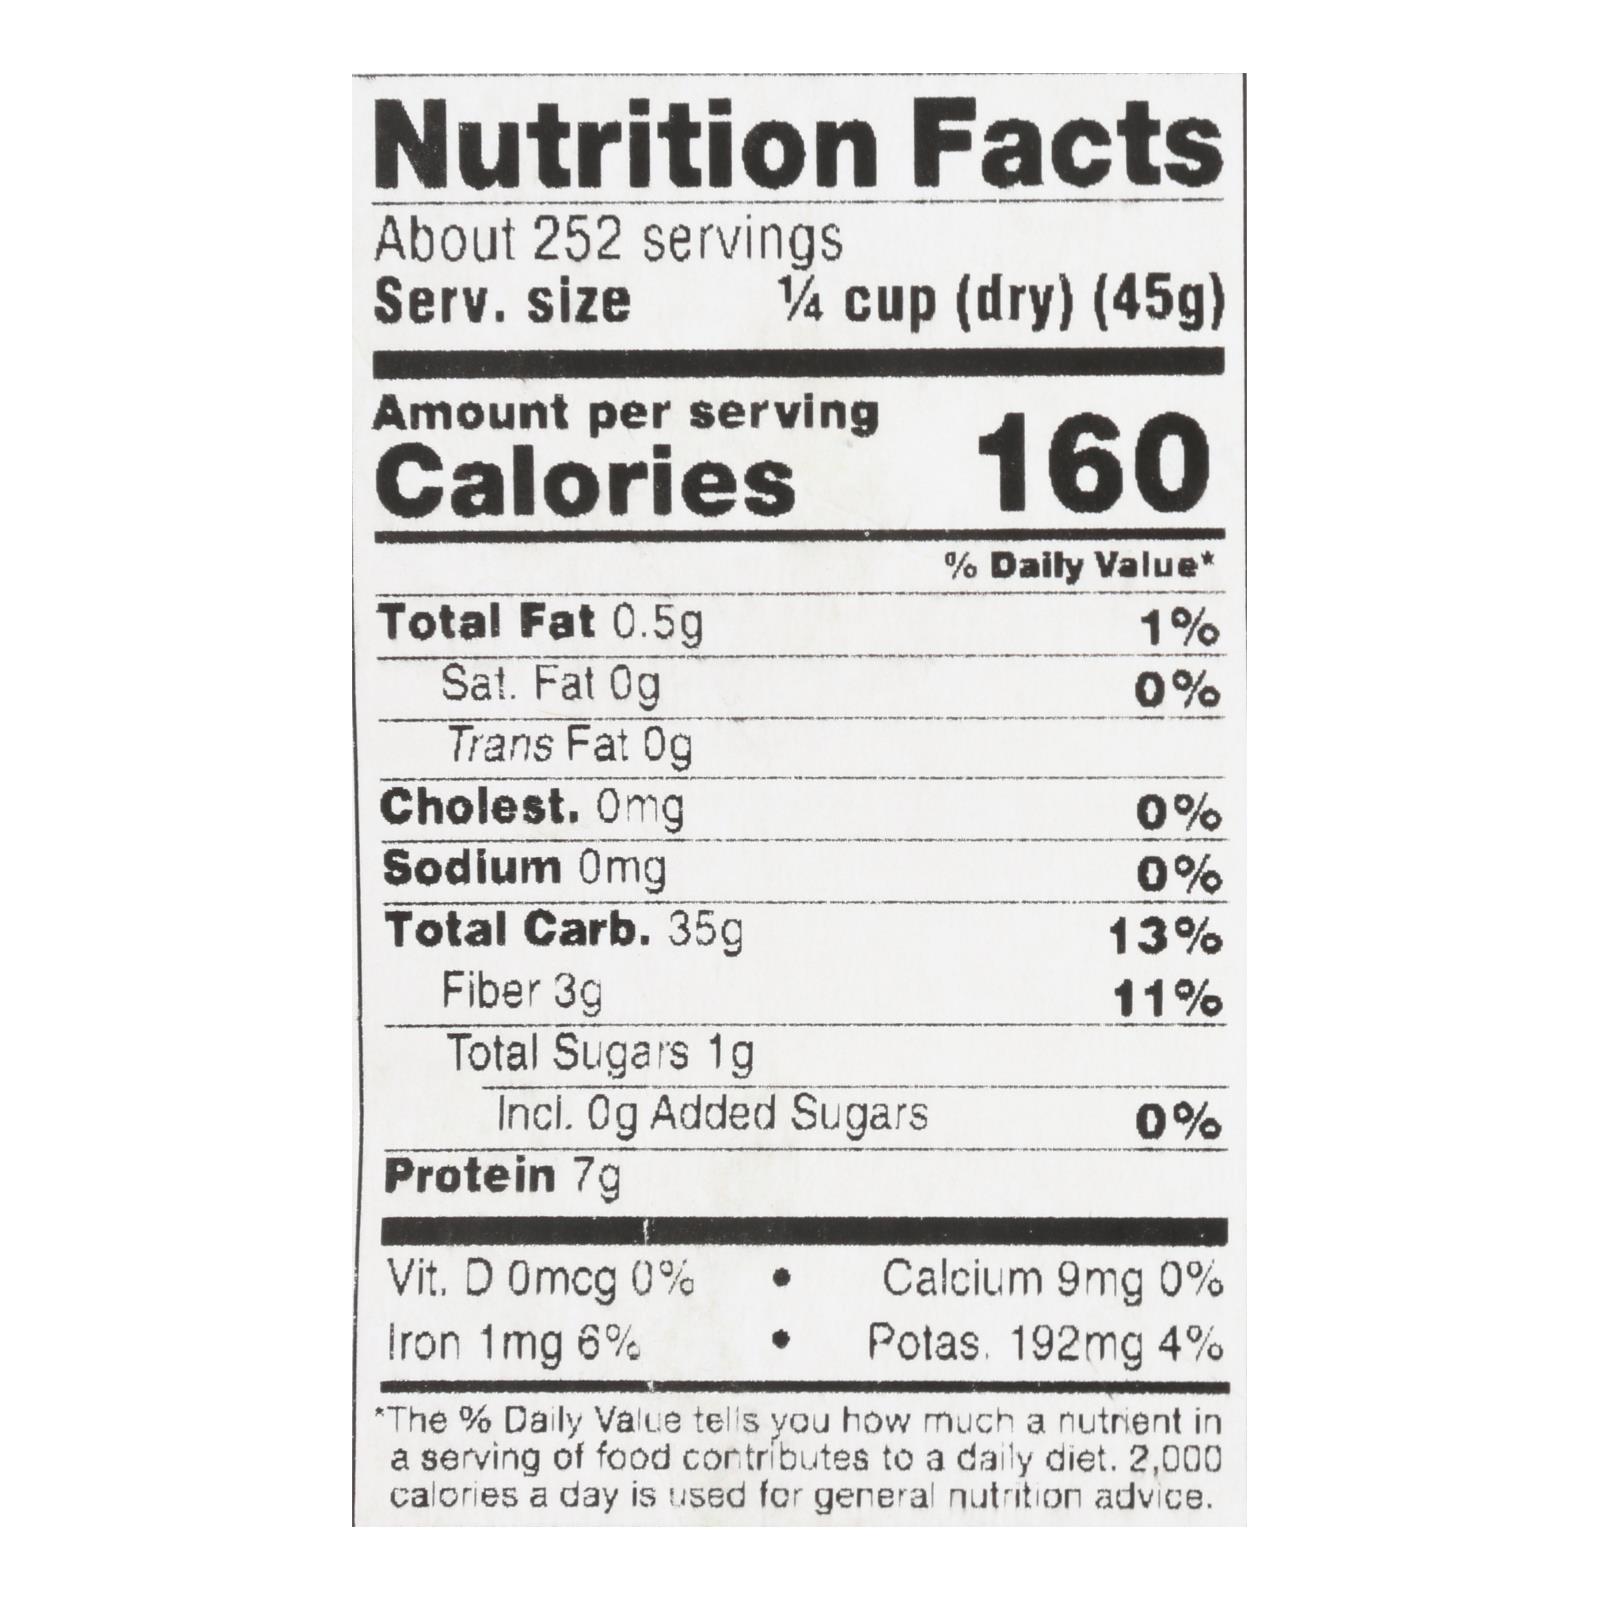 Nutrition Facts
About 252 servings
Serv. size ¼ cup (dry) (45g)
Amount per serving
Calories 160
% Daily Value*
Total Fat 0.5g 1%
Sat. Fat 0g 0%
Trans Fat 0g
Cholest. 0mg 0%
Sodium 0mg 0%
Total Carb. 35g 13%
Fiber 3g 11%
Total Sugars 1g
Incl. 0g Added Sugars 0%
Protein 7g
Vit. D 0mcg 0% • Calcium 9mg 0%
Iron 1mg 6% • Potas. 192mg 4%
*The % Daily Value tells you how much a nutrient in
a serving of food contributes to a daily diet. 2,000
calories a day is used for general nutrition advice.